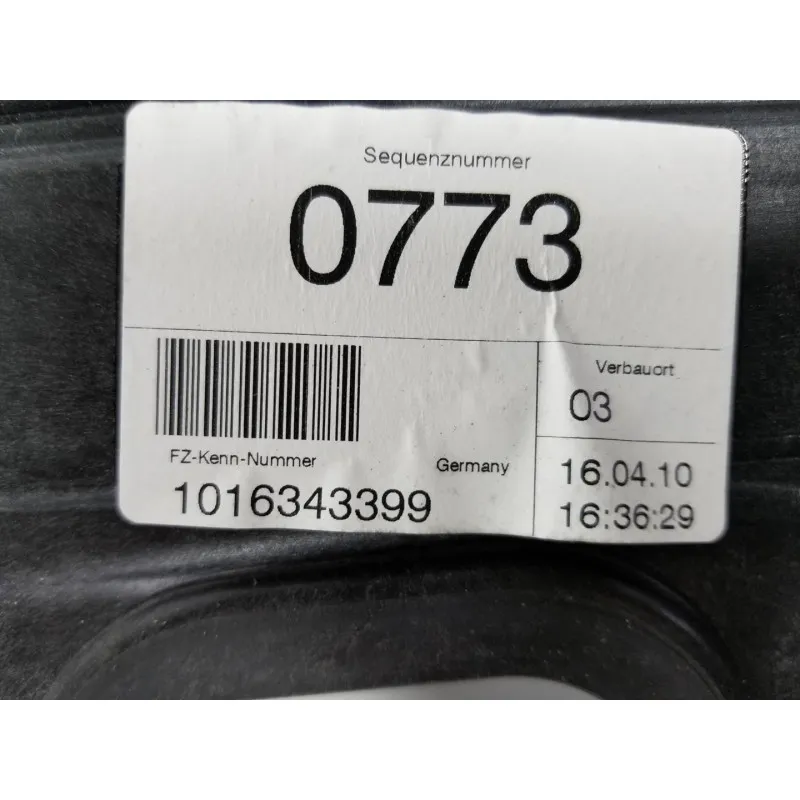 Sequenznummer
0773
Verbauort
03
FZ-Kenn-Nummer
Germany
1016343399
16.04.10
16:36:29